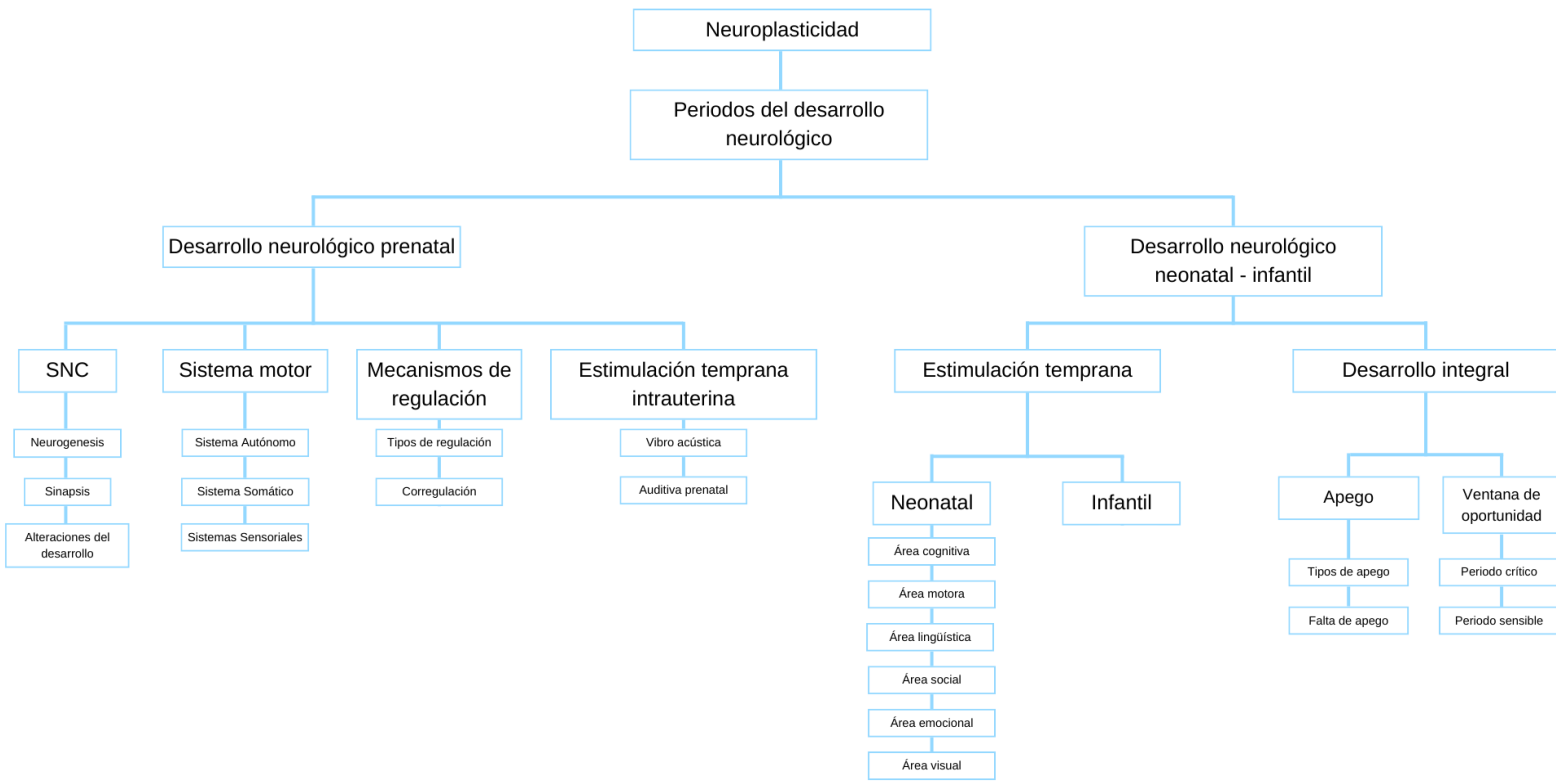 Neuroplasticidad
Periodos del desarrollo
neurológico
Desarrollo neurológico prenatal
Desarrollo neurológico
neonatal - infantil
SNC
Sistema motor
Mecanismos de
regulación
Estimulación temprana
intrauterina
Estimulación temprana
Desarrollo integral
Neurogenesis
Sinapsis
Alteraciones del
desarrollo
Sistema Autónomo
Sistema Somático
Sistemas Sensoriales
Tipos de regulación
Corregulación
Vibro acústica
Auditiva prenatal
Neonatal
Área cognitiva
Área motora
Área lingüística
Área social
Área emocional
Área visual
Infantil
Apego
Tipos de apego
Falta de apego
Ventana de
oportunidad
Periodo crítico
Periodo sensible